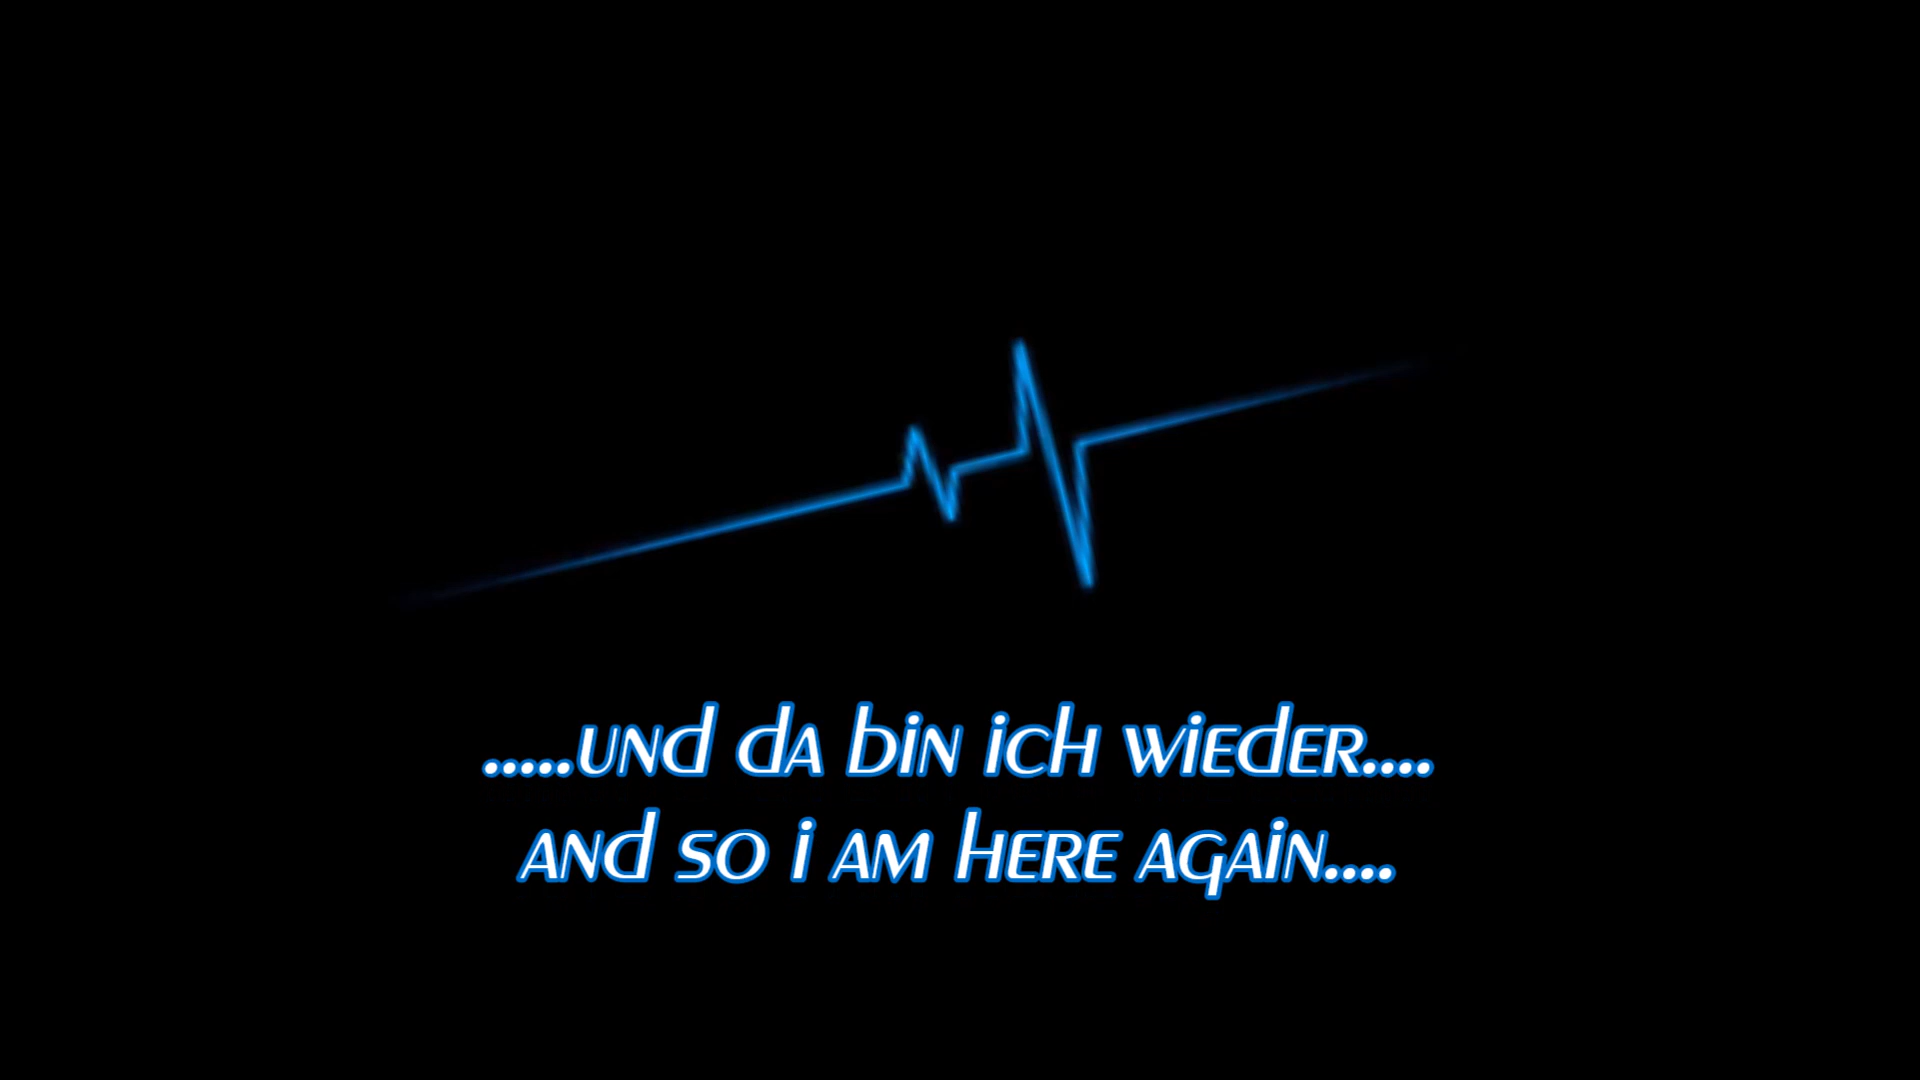 .....und da bin ich wieder....
and so i am here again....